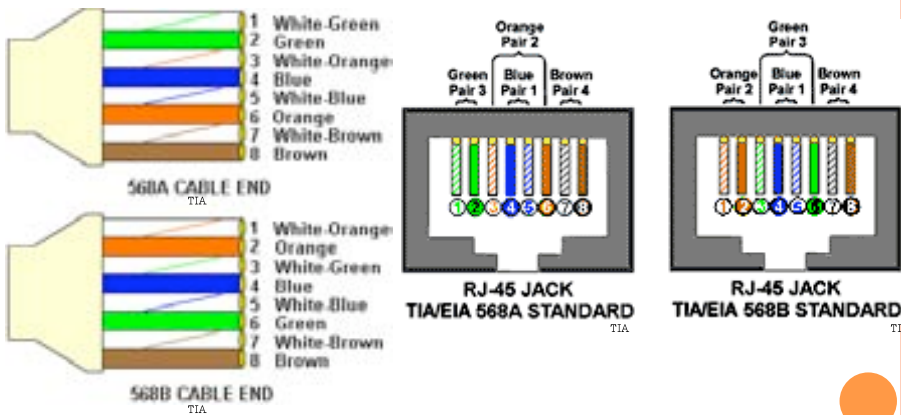 1 White-Green
2 Green
3 White-Orange
4 Blue
5 White-Blue
6 Orange
7 White-Brown
8 Brown
568A CABLE END
TIA
1 White-Orange
2 Orange
3 White-Green
4 Blue
5 White-Blue
6 Green
7 White-Brown
8 Brown
568B CABLE END
TIA
Orange
Pair 2
Green Blue Brown
Pair 3 Pair 1 Pair 4
1 2 3 4 5 6 7 8
RJ-45 JACK
TIA/EIA 568A STANDARD
TIA
Green
Pair 3
Orange Blue Brown
Pair 2 Pair 1 Pair 4
1 2 3 4 5 6 7 8
RJ-45 JACK
TIA/EIA 568B STANDARD